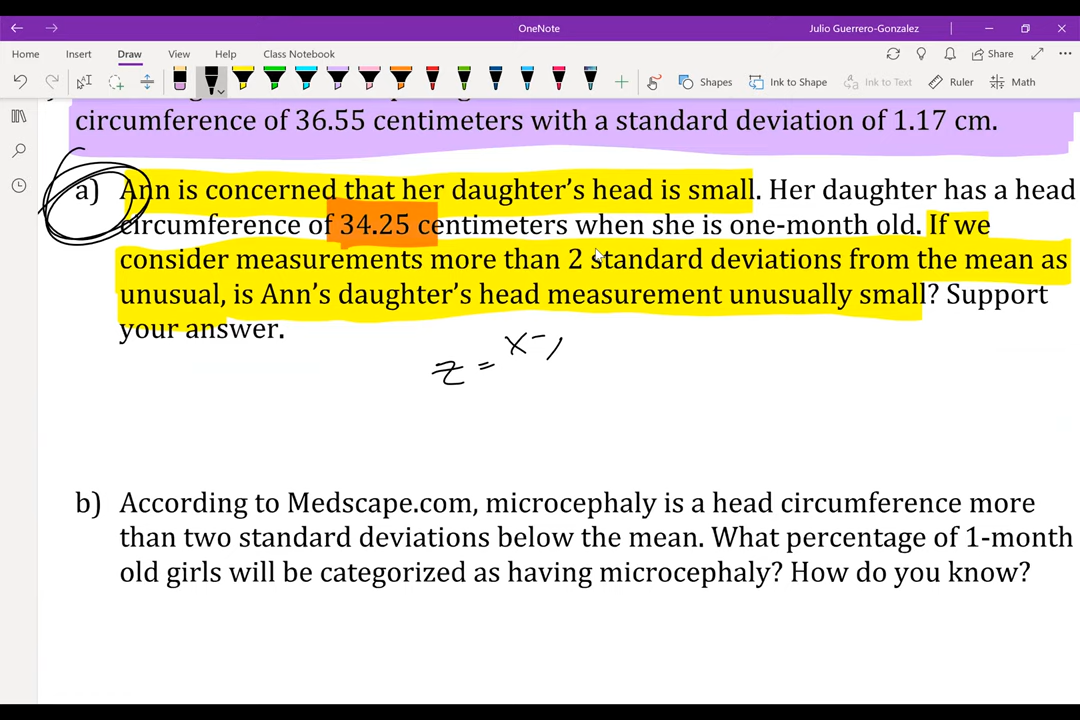 OneNote
Julio Guerrero-Gonzalez
Home Insert Draw View Help Class Notebook
Share
Shapes Ink to Shape Ink to Text Ruler Math
circumference of 36.55 centimeters with a standard deviation of 1.17 cm.
a) Ann is concerned that her daughter's head is small. Her daughter has a head
circumference of 34.25 centimeters when she is one-month old. If we
consider measurements more than 2 standard deviations from the mean as
unusual, is Ann's daughter's head measurement unusually small? Support
your answer.
z = x-
b) According to Medscape.com, microcephaly is a head circumference more
than two standard deviations below the mean. What percentage of 1-month
old girls will be categorized as having microcephaly? How do you know?